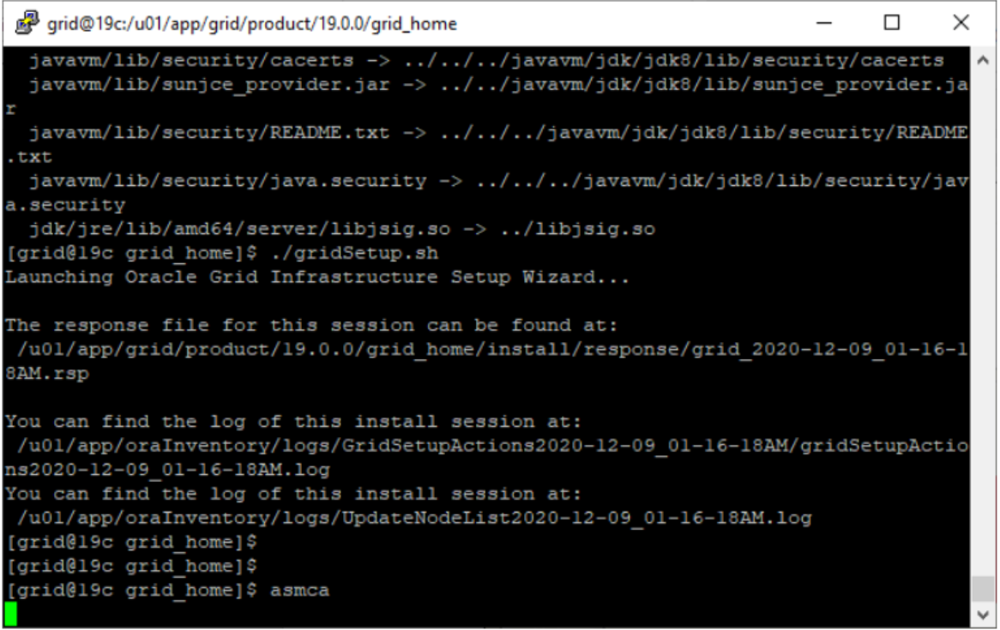 grid@19c:/u01/app/grid/product/19.0.0/grid_home
  javavm/lib/security/cacerts -> ../../../javavm/jdk/jdk8/lib/security/cacerts
  javavm/lib/sunjce_provider.jar -> ../../javavm/jdk/jdk8/lib/sunjce_provider.ja
r
  javavm/lib/security/README.txt -> ../../../javavm/jdk/jdk8/lib/security/README
.txt
  javavm/lib/security/java.security -> ../../../javavm/jdk/jdk8/lib/security/jav
a.security
  jdk/jre/lib/amd64/server/libjsig.so -> ../libjsig.so
[grid@19c grid_home]$ ./gridSetup.sh
Launching Oracle Grid Infrastructure Setup Wizard...

The response file for this session can be found at:
 /u01/app/grid/product/19.0.0/grid_home/install/response/grid_2020-12-09_01-16-1
8AM.rsp

You can find the log of this install session at:
 /u01/app/oraInventory/logs/GridSetupActions2020-12-09_01-16-18AM/gridSetupActio
ns2020-12-09_01-16-18AM.log
You can find the log of this install session at:
 /u01/app/oraInventory/logs/UpdateNodeList2020-12-09_01-16-18AM.log
[grid@19c grid_home]$
[grid@19c grid_home]$
[grid@19c grid_home]$ asmca